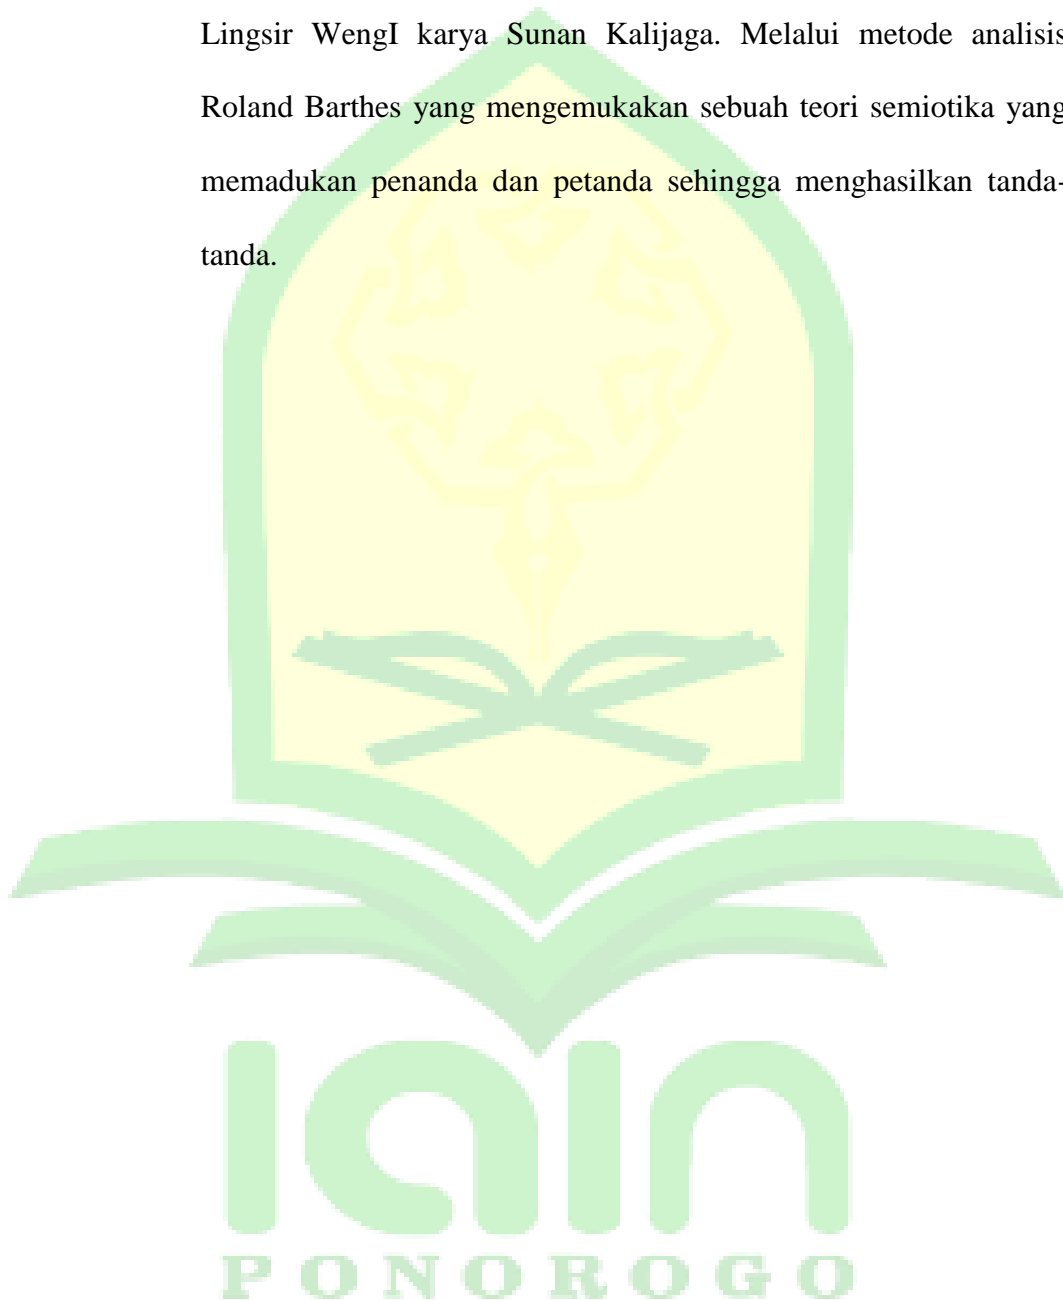 Lingsir WengI karya Sunan Kalijaga. Melalui metode analisis
Roland Barthes yang mengemukakan sebuah teori semiotika yang
memadukan penanda dan petanda sehingga menghasilkan tanda-
tanda.
iain
PONOROGO